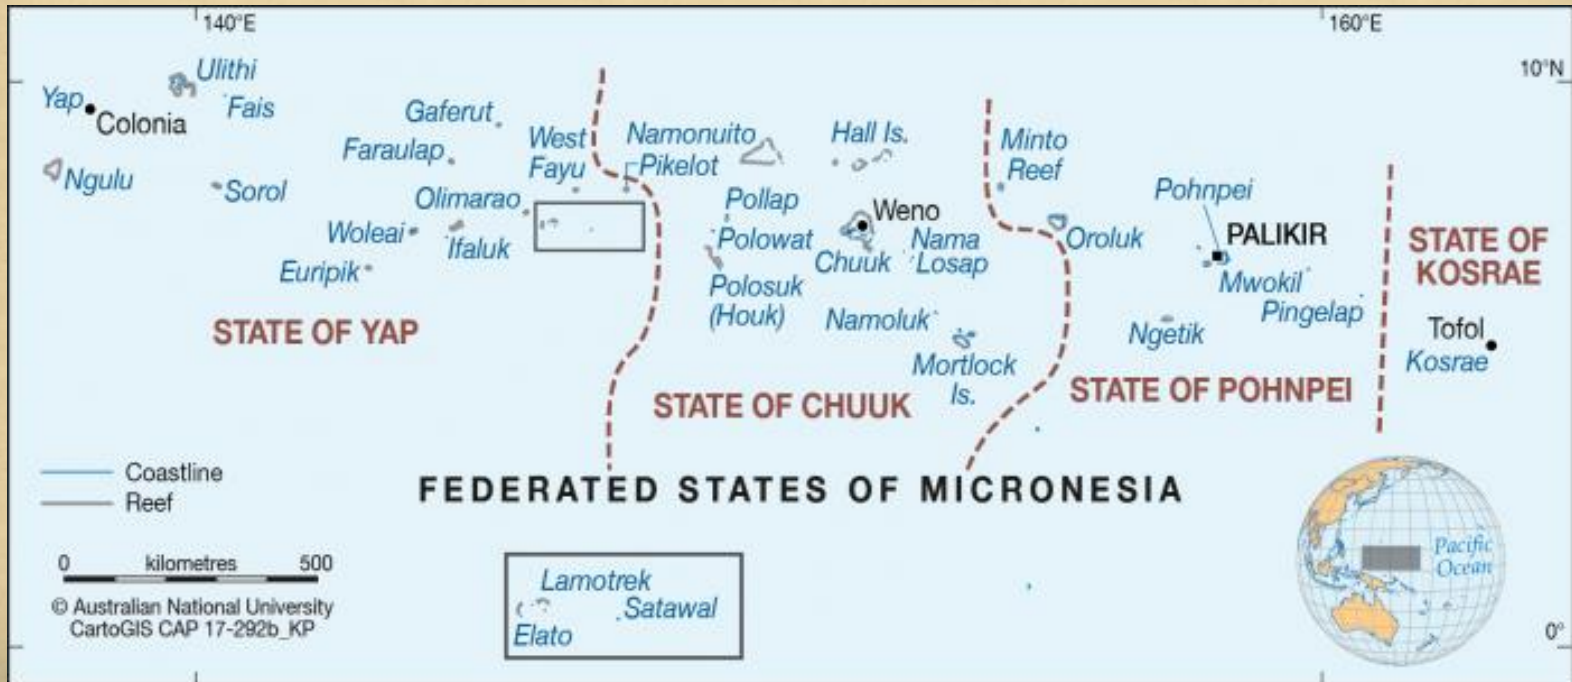 140°E
160°E
10°N
Ulithi
Yap
Colonia
Fais
Gaferut
West
Fayu
Namonuito
Pikelot
Hall Is.
Minto
Reef
Faraulap
Ngulu
Sorol
Olimarao
Pollap
Weno
Pohnpei
Woleai
Ifaluk
Polowat
Chuuk
Nama
Losap
Oroluk
PALIKIR
STATE OF
KOSRAE
Euripik
Polosuk
(Houk)
Namoluk
Mwokil
Pingelap
Ngetik
Tofol
Kosrae
STATE OF YAP
Mortlock
Is.
STATE OF CHUUK
STATE OF POHNPEI
Coastline
Reef
FEDERATED STATES OF MICRONESIA
0 kilometres 500
© Australian National University
CartoGIS CAP 17-292b_KP
Lamotrek
Satawal
Elato
Pacific
Ocean
0°